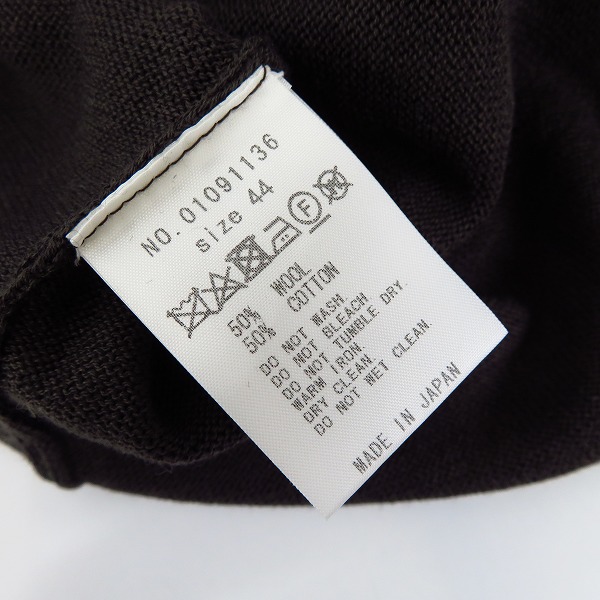 NO. 01091136
size 44
F
50% WOOL
50% COTTON
DO NOT WASH.
DO NOT BLEACH
DO NOT TUMBLE DRY.
WARM IRON.
DRY CLEAN.
DO NOT WET CLEAN.
MADE IN JAPAN